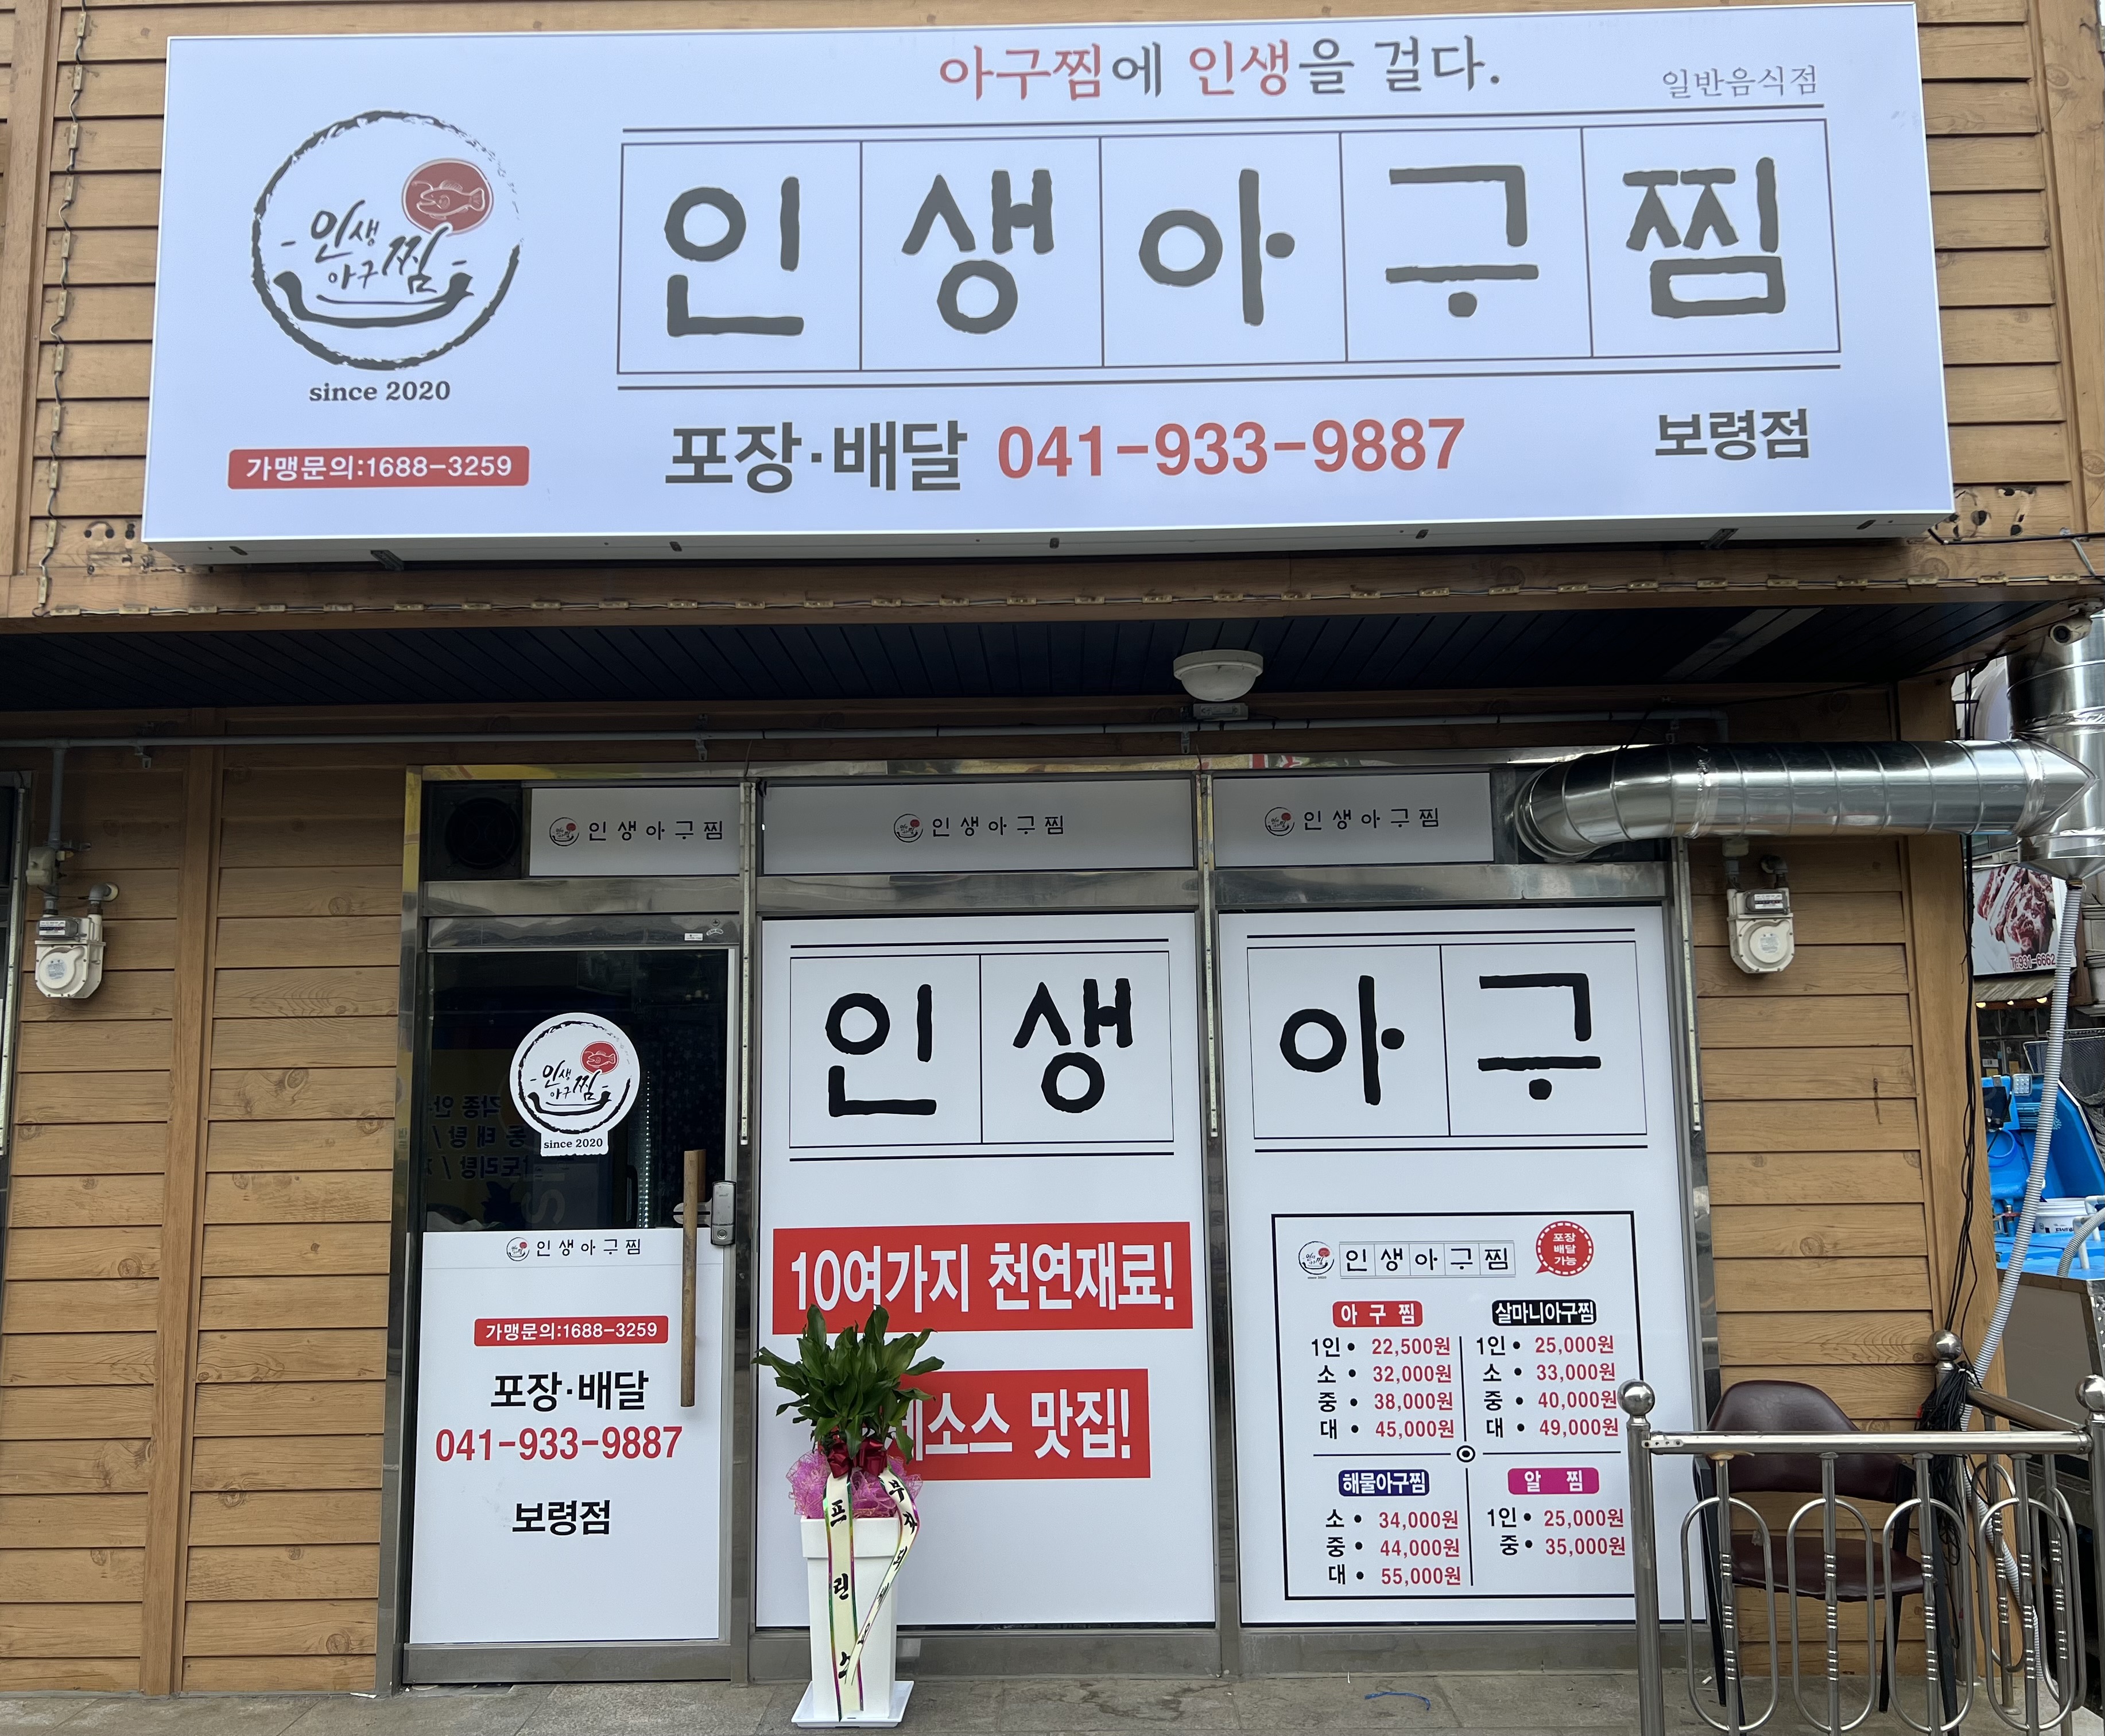 아구찜에 인생을 걸다.
일반음식점
인생아구찜
인생
아구찜
since 2020
가맹문의:1688-3259
포장·배달 041-933-9887
보령점
인생아구찜
인생아구찜
인생아구찜
인생
아구찜
since 2020
인생아구찜
가맹문의:1688-3259
포장·배달
041-933-9887
보령점
인생
10여가지 천연재료!
소스 맛집!
프린스
아구
인생아구찜
포장
배달
가능
아구찜
1인 • 22,500원
소 • 32,000원
중 • 38,000원
대 • 45,000원
살마니아구찜
1인 • 25,000원
소 • 33,000원
중 • 40,000원
대 • 49,000원
해물아구찜
소 • 34,000원
중 • 44,000원
대 • 55,000원
알찜
1인 • 25,000원
중 • 35,000원